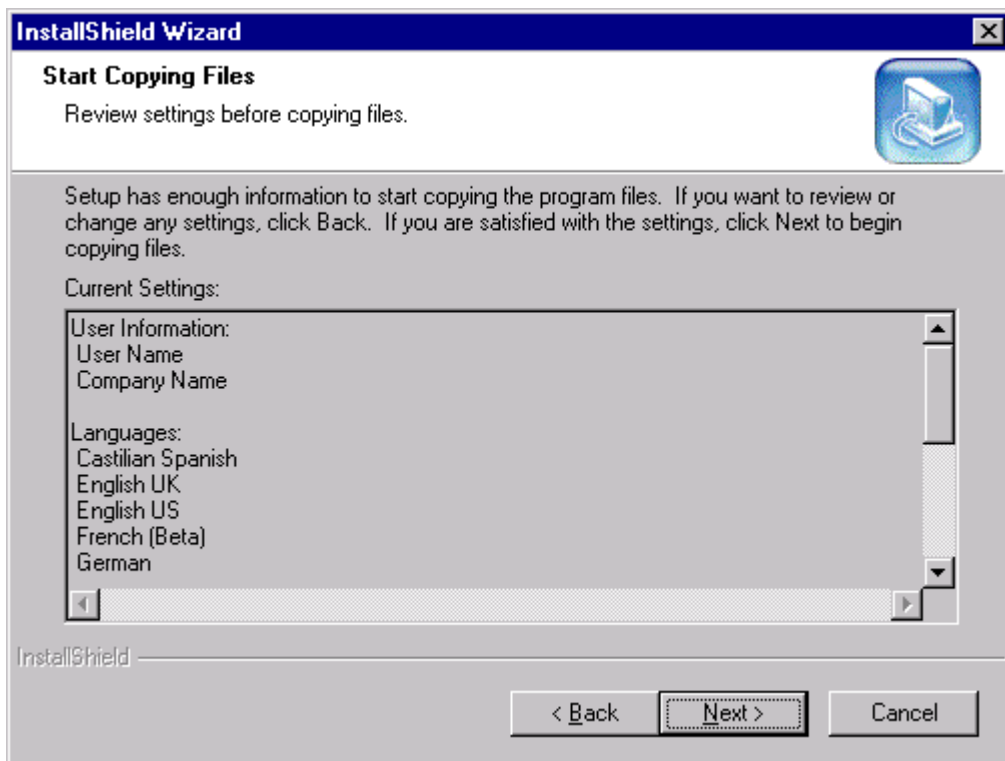 InstallShield Wizard
Start Copying Files
Review settings before copying files.
Setup has enough information to start copying the program files.  If you want to review or
change any settings, click Back.  If you are satisfied with the settings, click Next to begin
copying files.
Current Settings:
User Information:
User Name
Company Name
Languages:
Castilian Spanish
English UK
English US
French (Beta)
German
InstallShield
< Back
Next >
Cancel